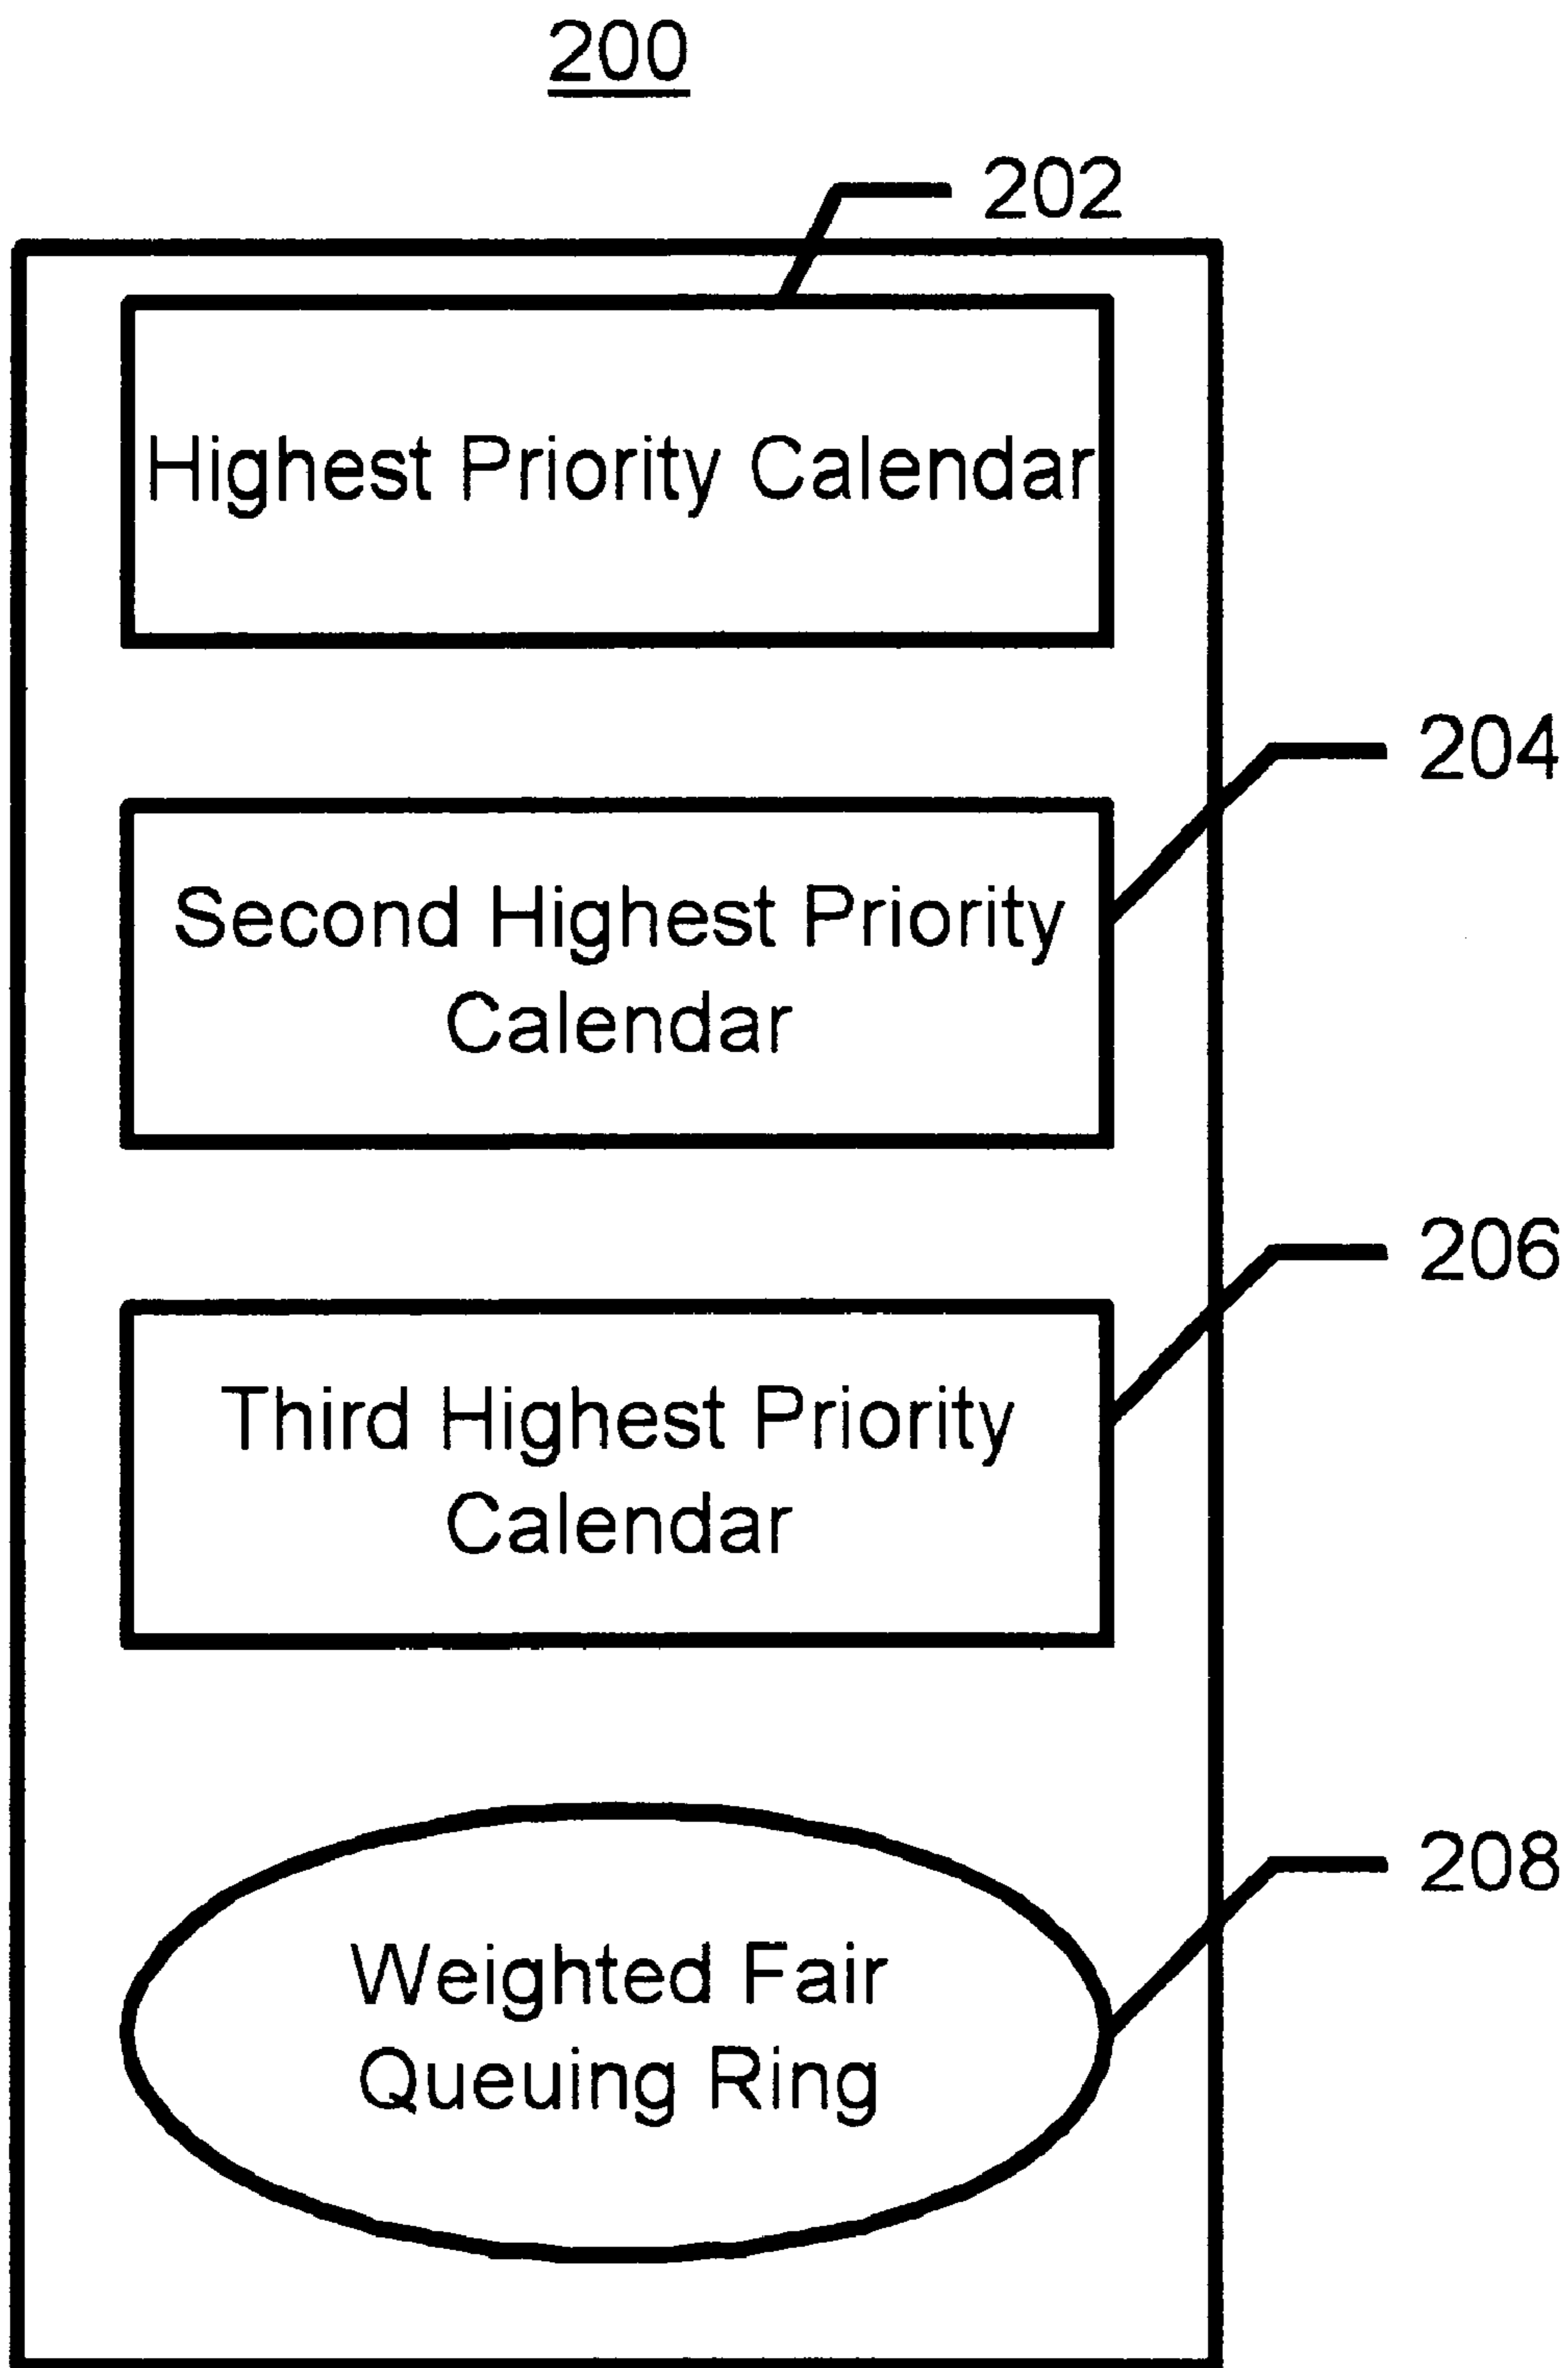 200
202
Highest Priority Calendar
204
Second Highest Priority
Calendar
206
Third Highest Priority
Calendar
208
Weighted Fair
Queuing Ring